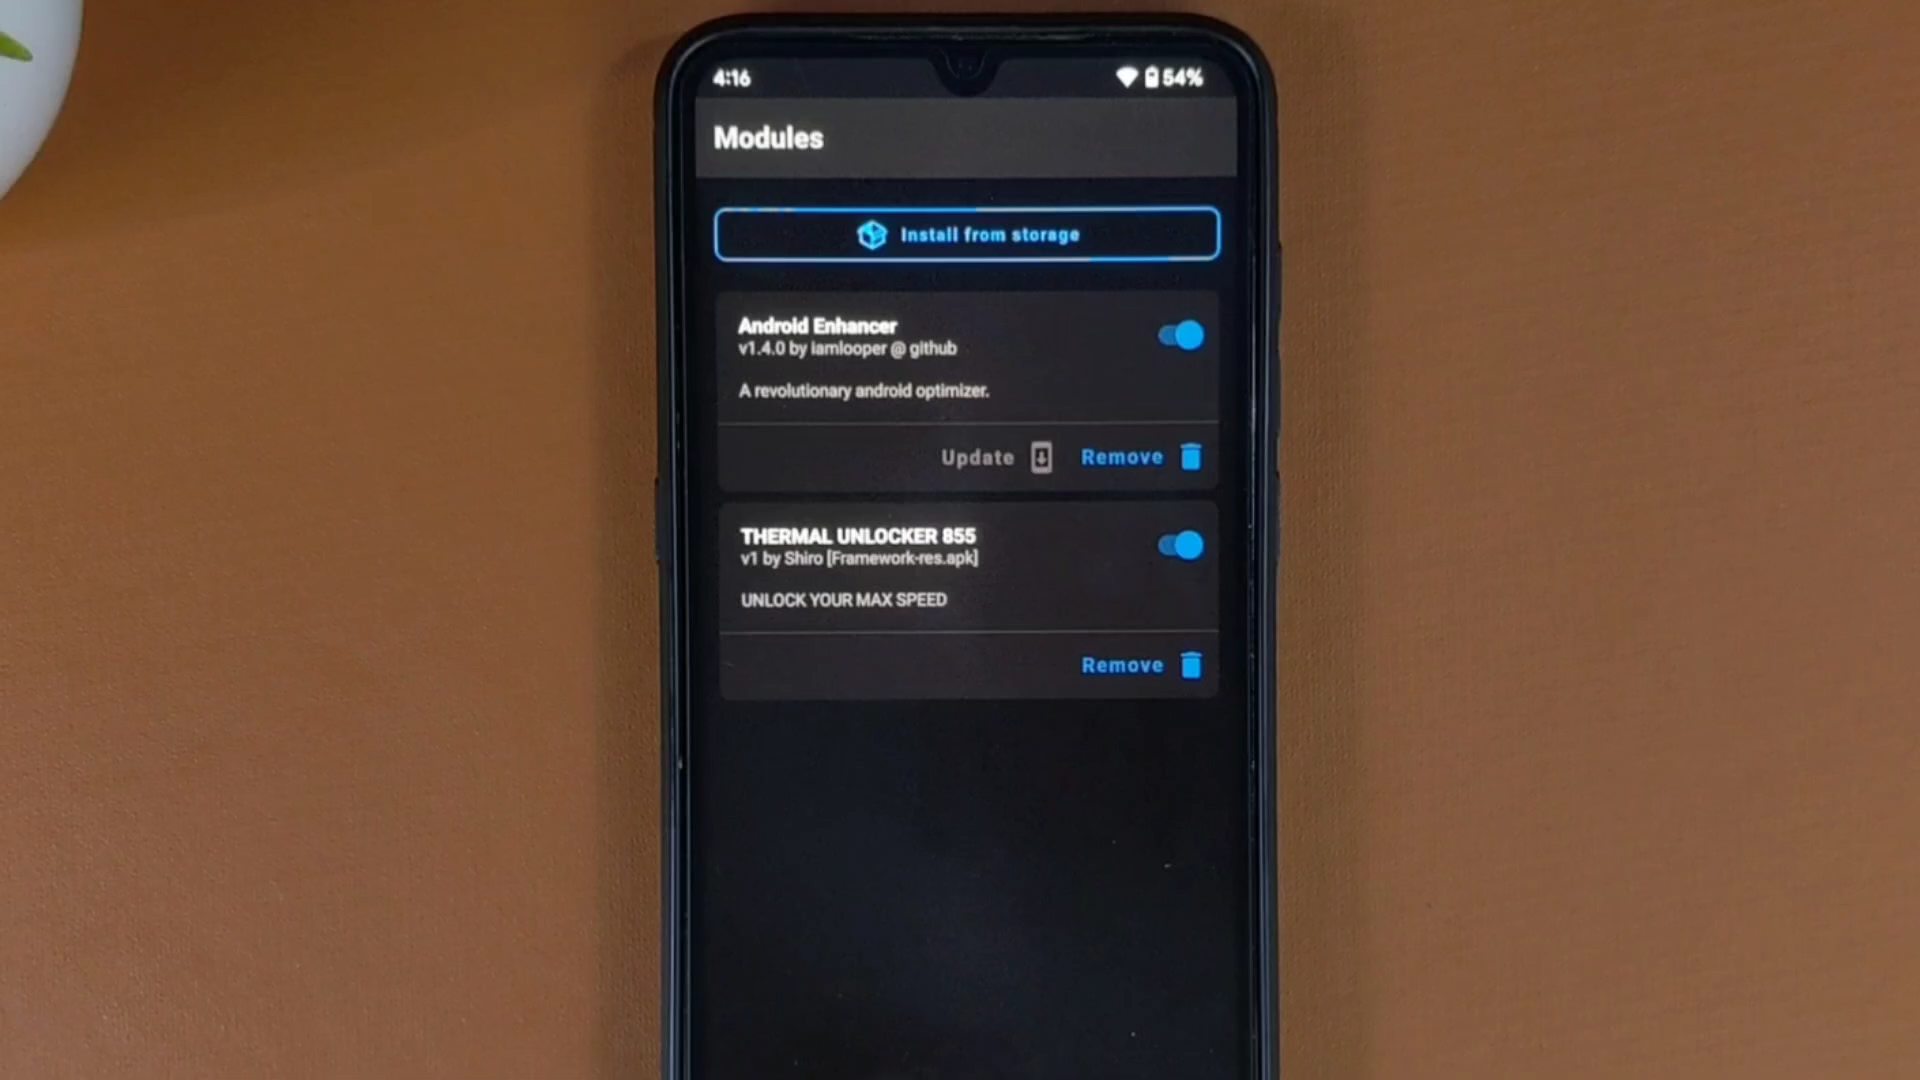 4:16
54%
Modules
Install from storage
Android Enhancer
v1.4.0 by iamlooper @ github
A revolutionary android optimizer.
Update
Remove
THERMAL UNLOCKER 855
v1 by Shiro [Framework-res.apk]
UNLOCK YOUR MAX SPEED
Remove